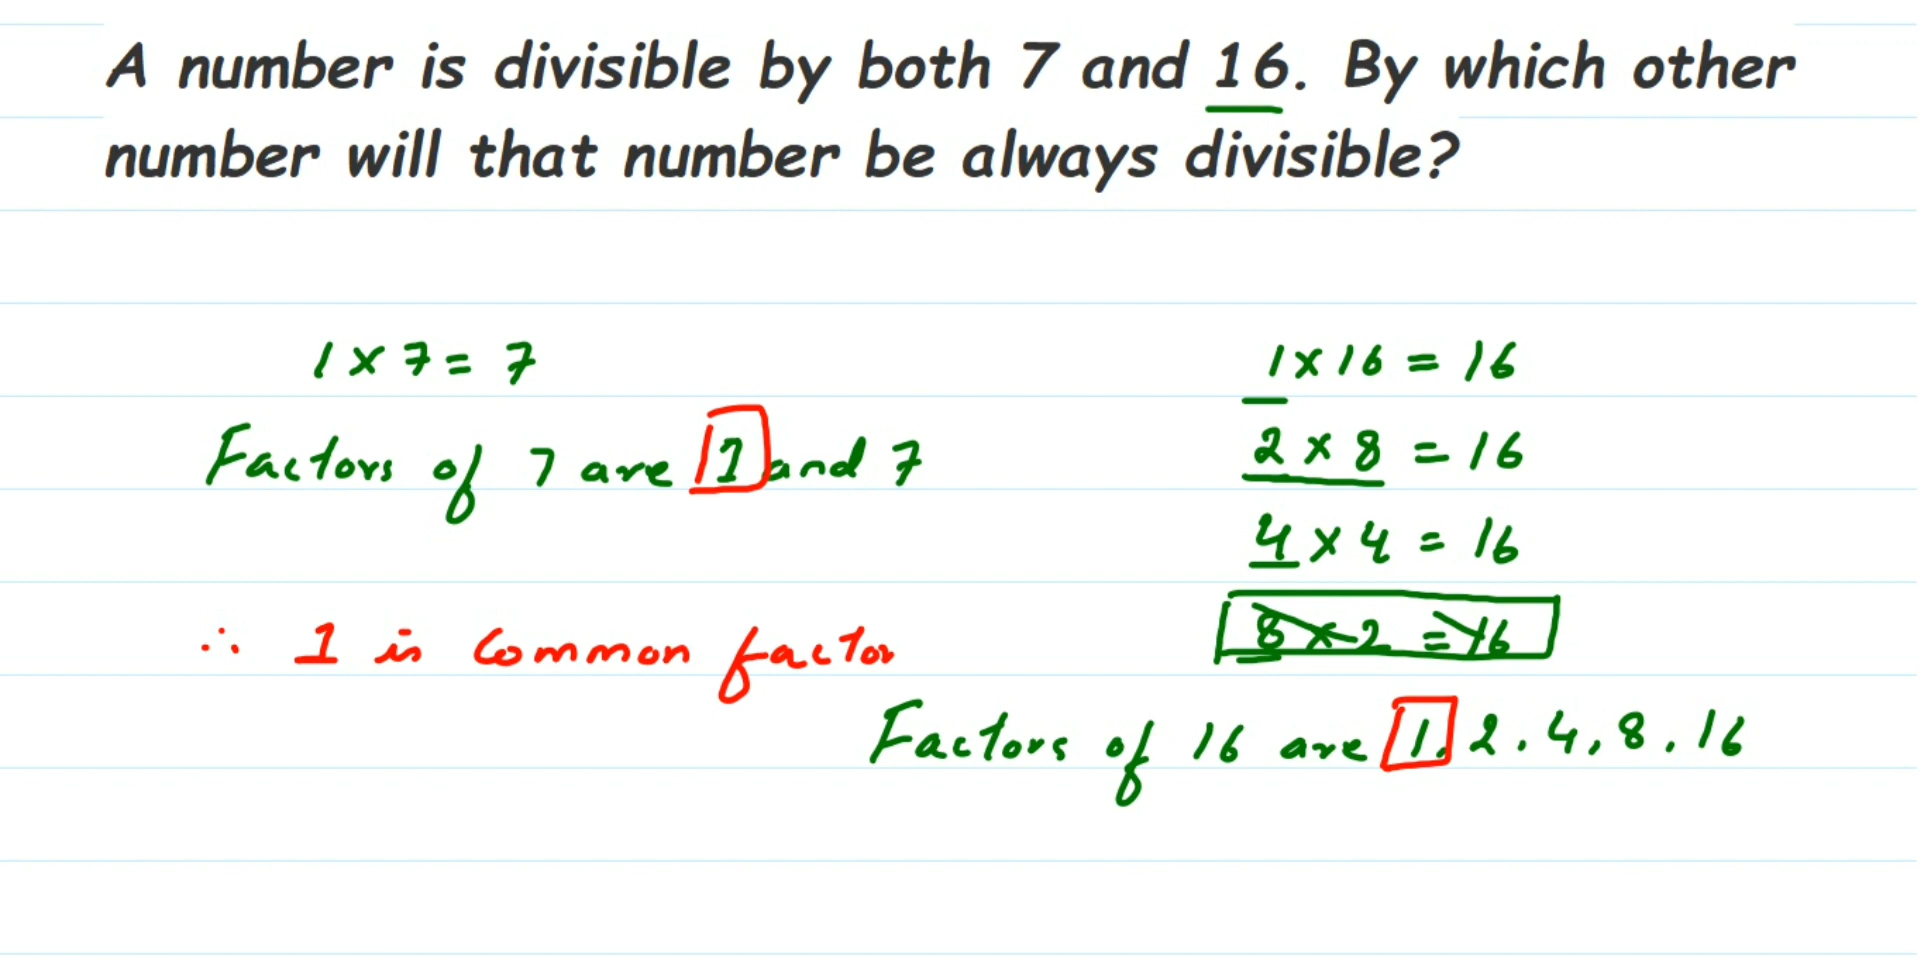 A number is divisible by both 7 and 16. By which other
number will that number be always divisible?
1 × 7 = 7
Factors of 7 are 1 and 7
∴ 1 is Common factor
1 × 16 = 16
2 × 8 = 16
4 × 4 = 16
8 × 2 = 16
Factors of 16 are 1, 2, 4, 8, 16